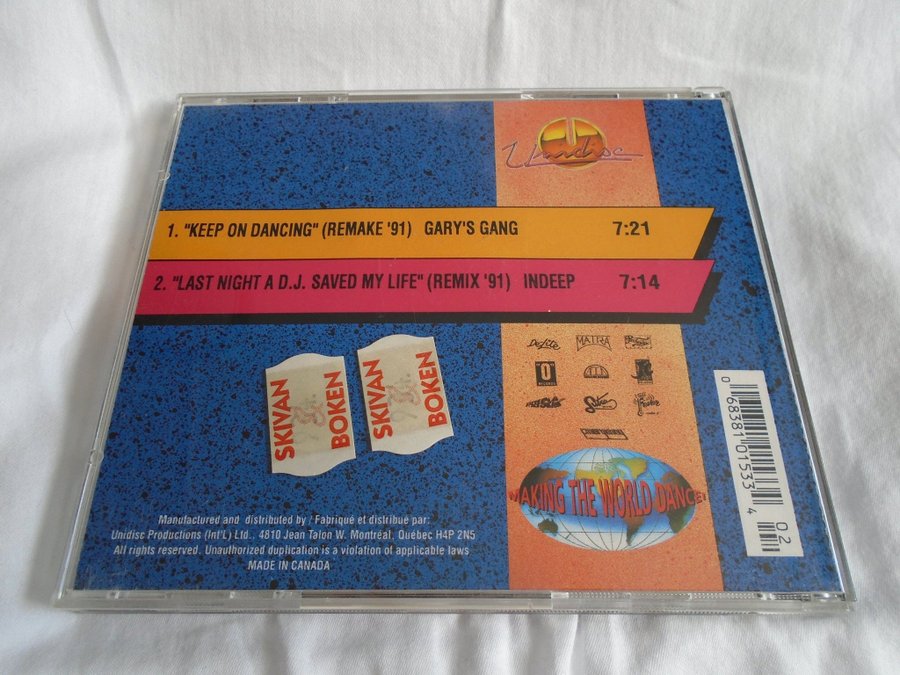 Unidisc
1. "KEEP ON DANCING" (REMAKE '91) GARY'S GANG 7:21
2. "LAST NIGHT A D.J. SAVED MY LIFE" (REMIX '91) INDEEP 7:14
DeLite MATRA
SKIVAN
BOKEN
SKIVAN
BOKEN
MAKING THE WORLD DANCE!
Manufactured and distributed by / Fabriqué et distribué par:
Unidisc Productions (Int'L) Ltd. 4810 Jean Talon W. Montréal, Québec H4P 2N5
All rights reserved. Unauthorized duplication is a violation of applicable laws
MADE IN CANADA
0 68381 01533 4
02